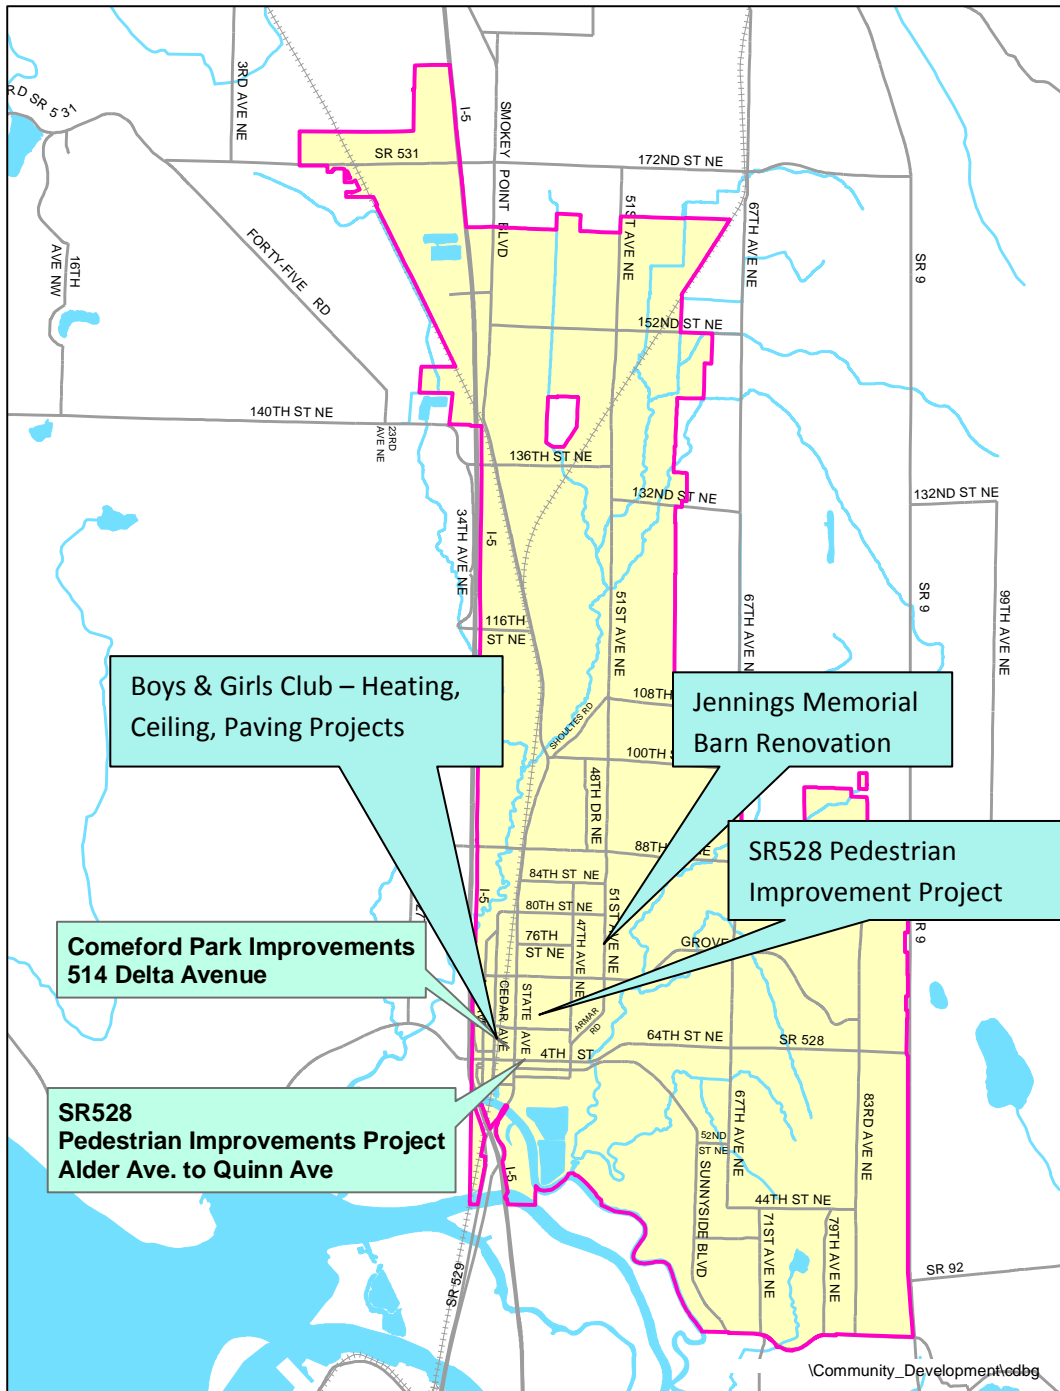 3RD AVE NE
I-5
SMOKEY POINT BLVD
SR 531
SR 531
172ND ST NE
51ST AVE NE
67TH AVE NE
16TH
AVE NW
FORTY-FIVE RD
SR 9
152ND ST NE
140TH ST NE
23RD
AVE NE
136TH ST NE
132ND ST NE
132ND ST NE
34TH AVE NE
I-5
51ST AVE NE
67TH AVE NE
SR 9
99TH AVE NE
116TH
ST NE
Boys & Girls Club – Heating,
Ceiling, Paving Projects
Jennings Memorial
Barn Renovation
108TH
SHOULTES RD
100TH
48TH DR NE
88TH
NE
SR528 Pedestrian
Improvement Project
84TH ST NE
I-5
80TH ST NE
51ST AVE NE
47TH AVE NE
76TH
ST NE
GROVE
R 9
Comeford Park Improvements
514 Delta Avenue
CEDAR AVE
STATE AVE
ARMAR
RD
64TH ST NE
SR 528
4TH ST
SR528
Pedestrian Improvements Project
Alder Ave. to Quinn Ave
67TH AVE NE
83RD AVE NE
52ND
ST NE
SUNNYSIDE BLVD
I-5
44TH ST NE
71ST AVE NE
79TH AVE NE
SR 529
SR 92
\Community_Development\cdbg